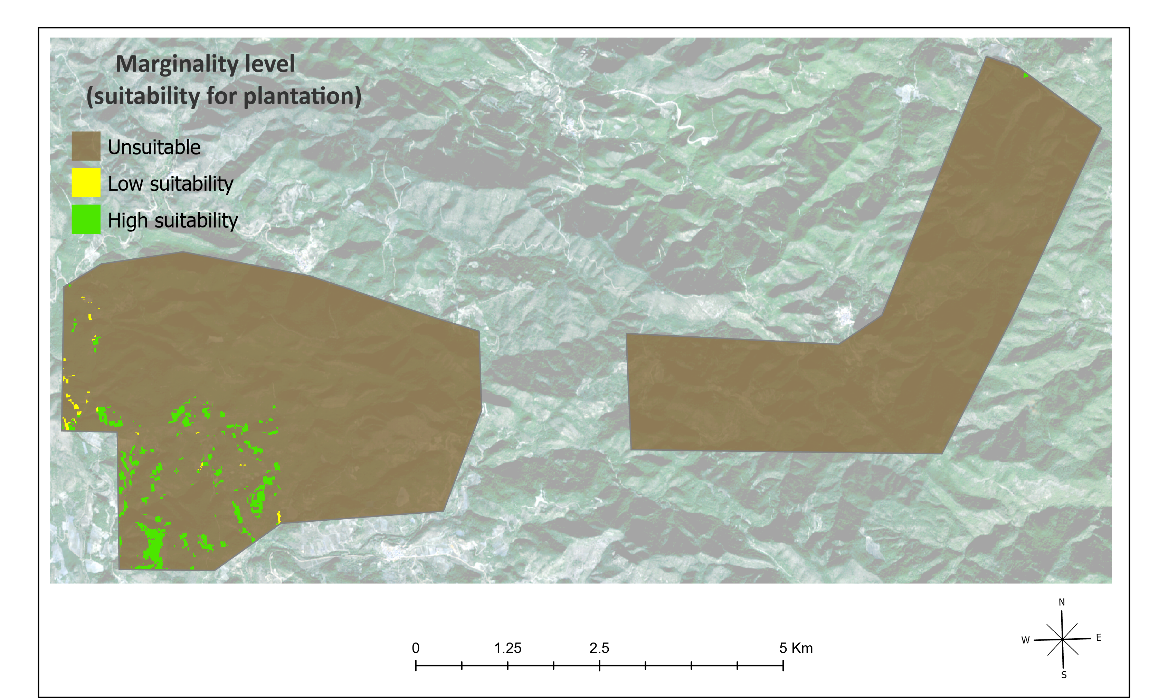 Marginality level
(suitability for plantation)
Unsuitable
Low suitability
High suitability
0 1.25 2.5 5 Km
N
W E
S